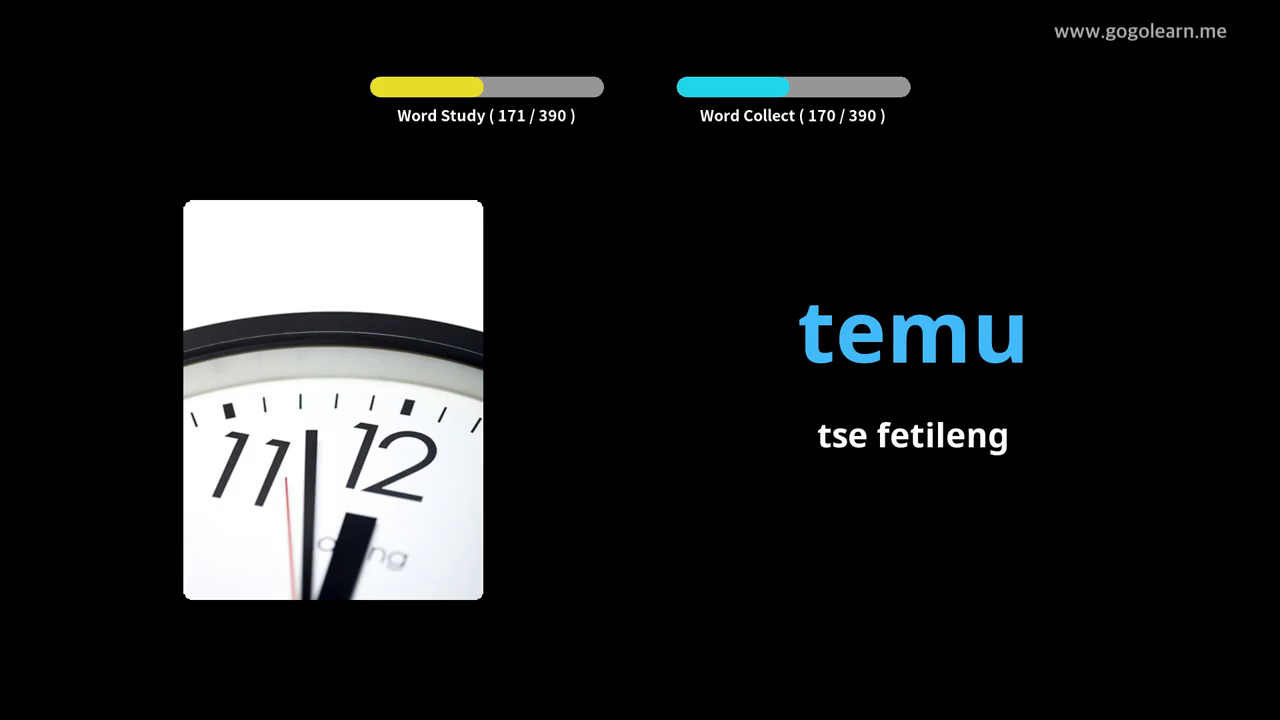 www.gogolearn.me
Word Study ( 171 / 390 )
Word Collect ( 170 / 390 )
11
12
temu
tse fetileng